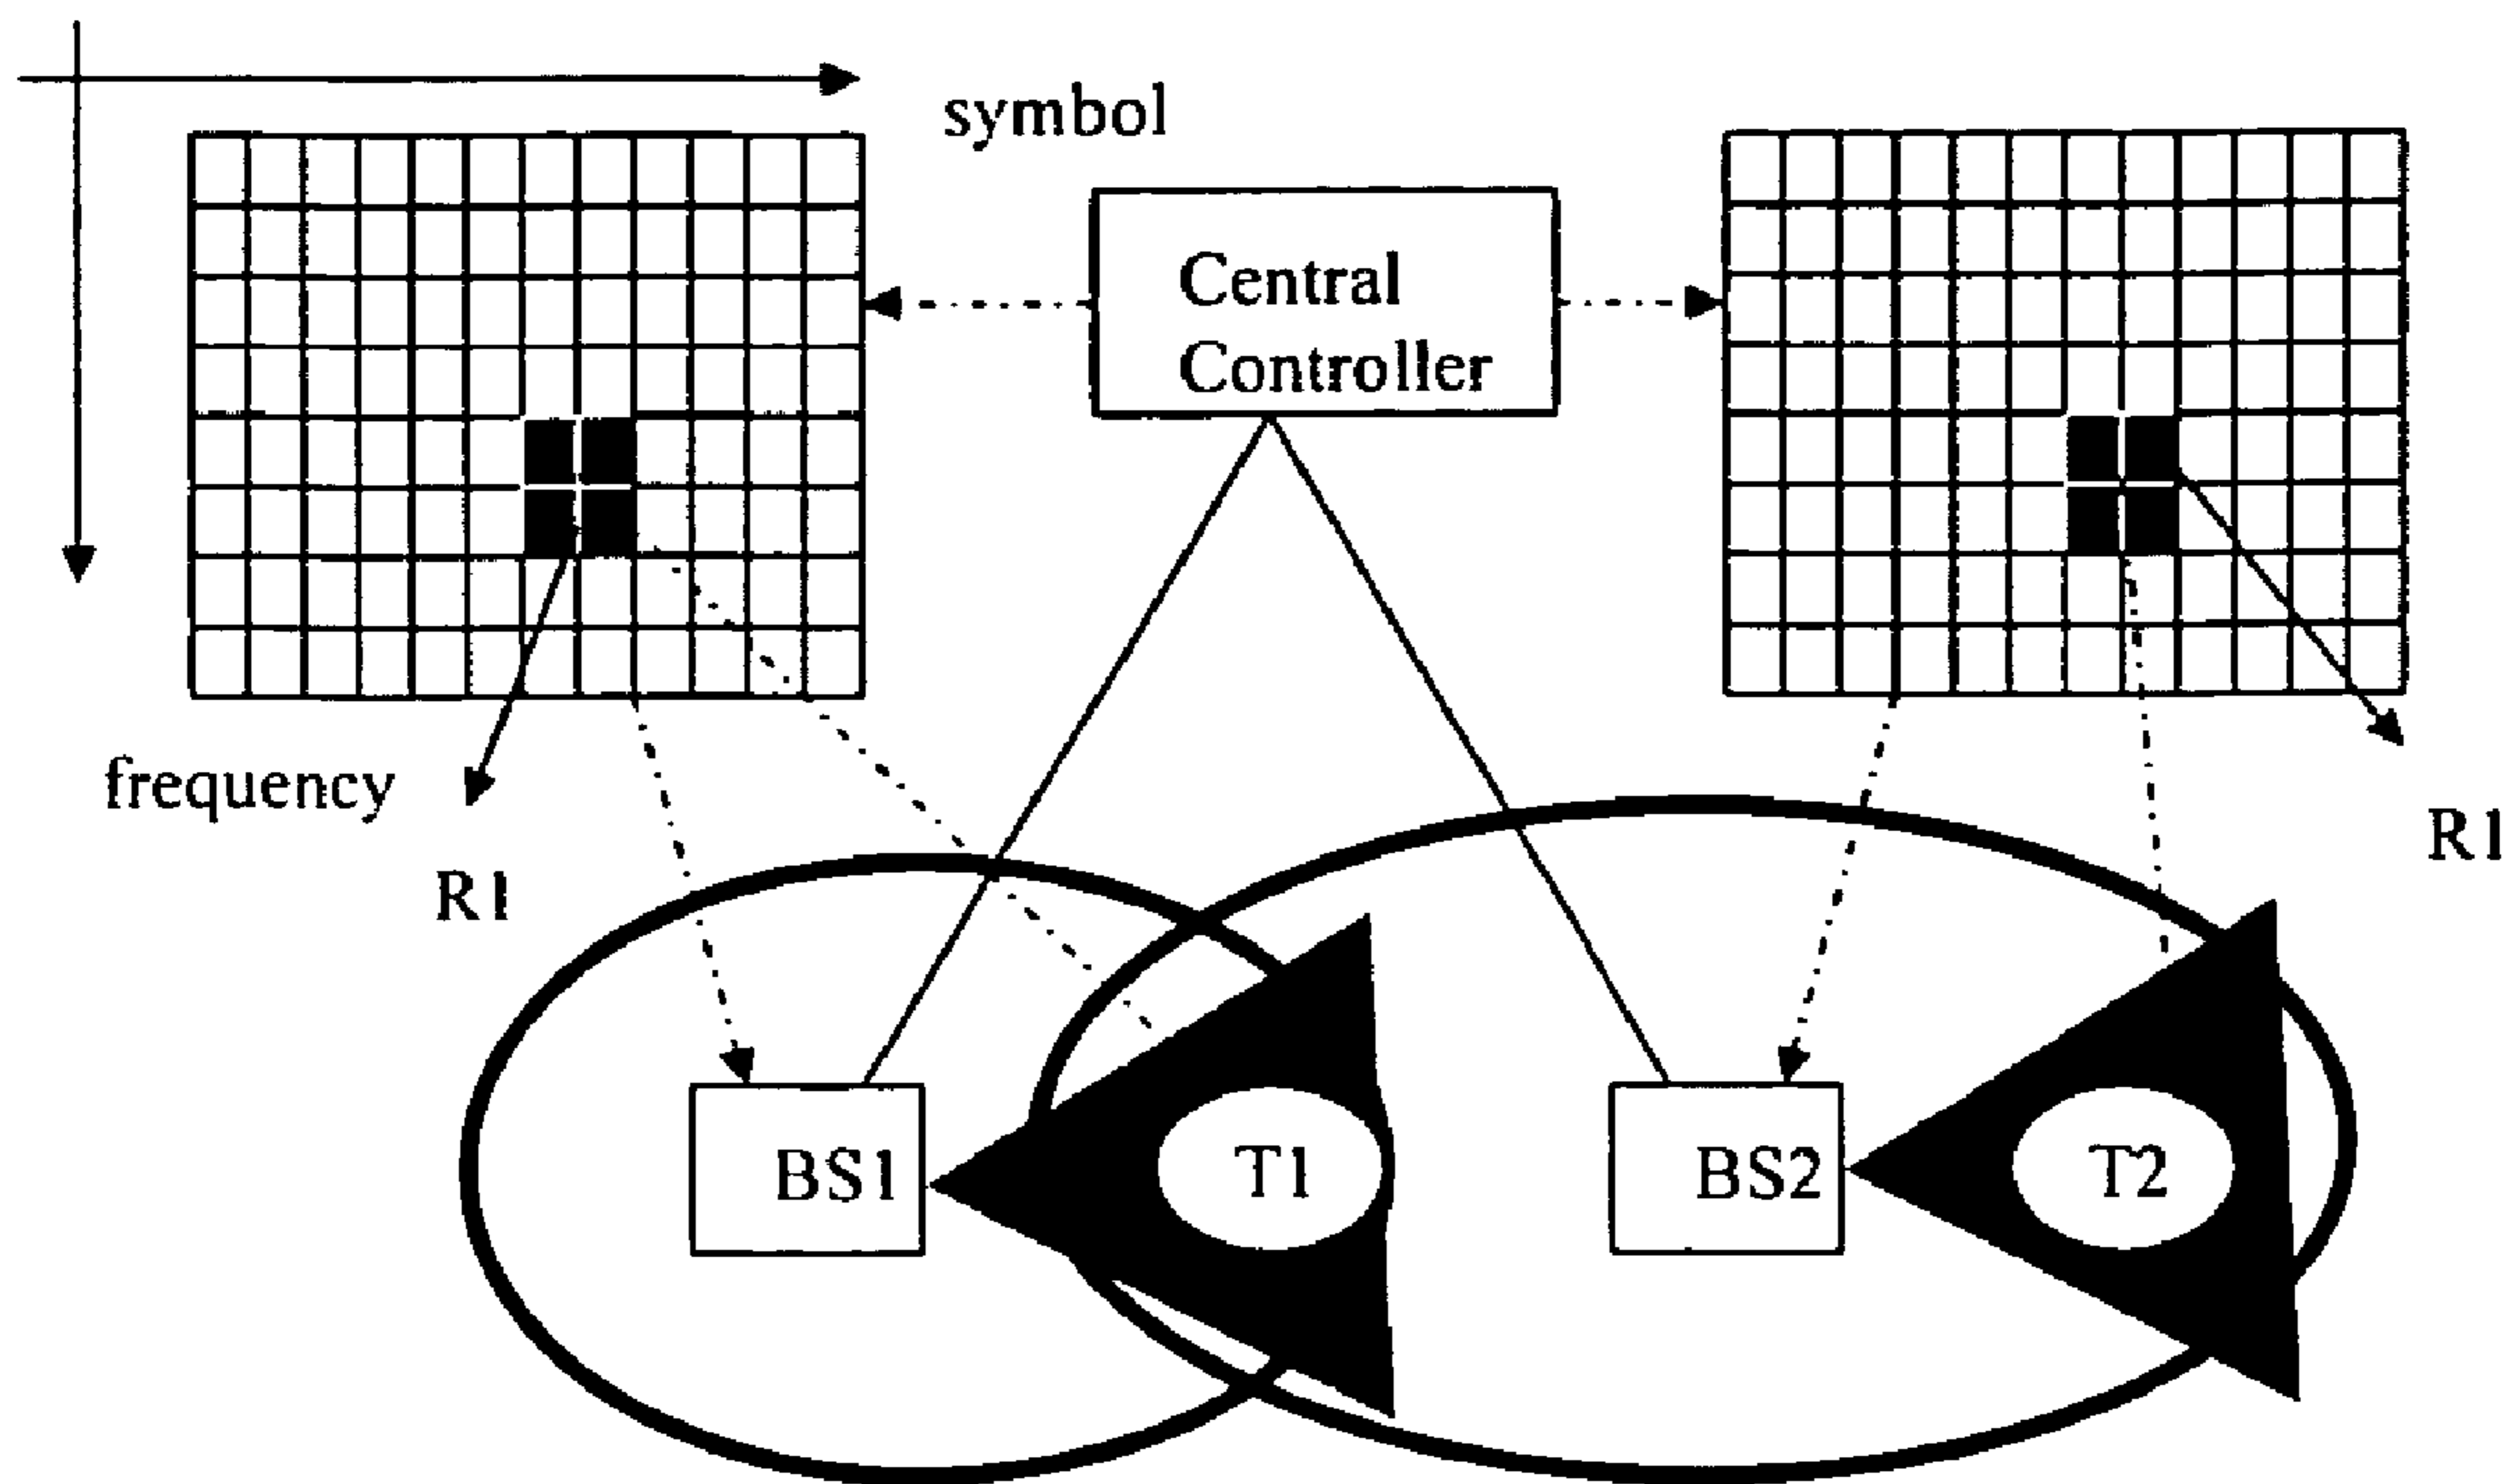 symbol
Central
Controller
frequency
R1
R1
BS1
T1
BS2
T2